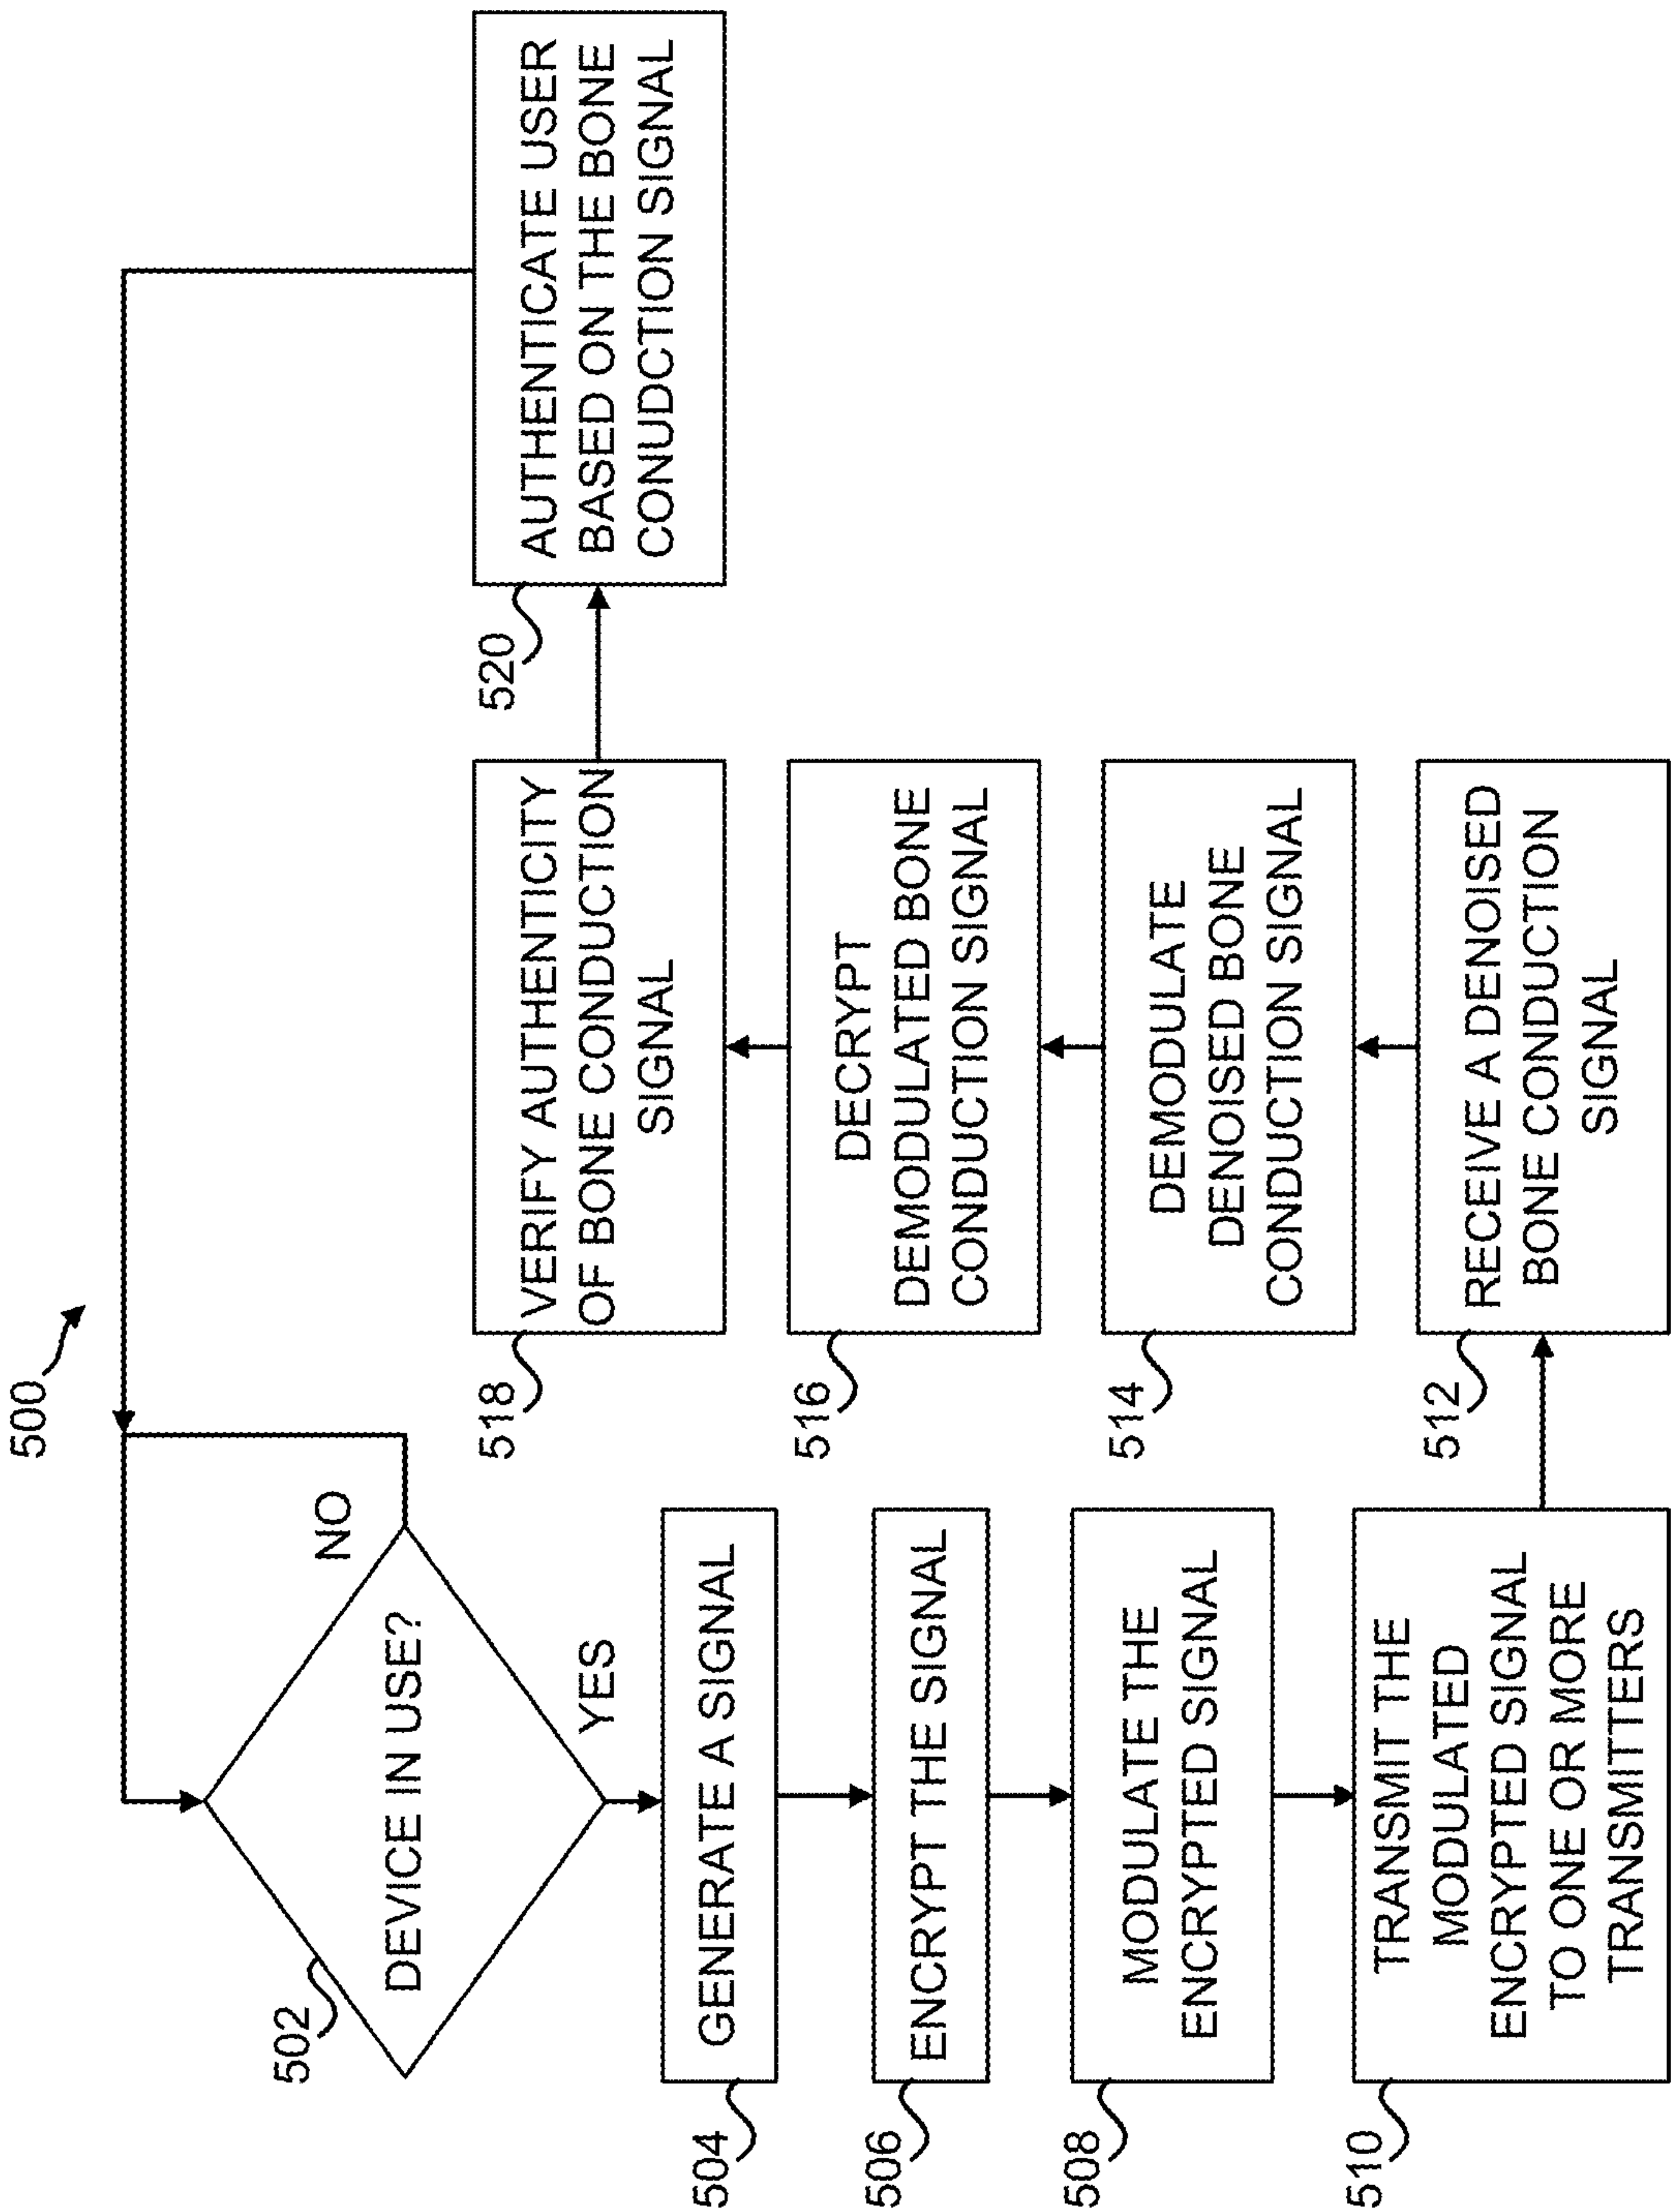 500
502
DEVICE IN USE?
NO
YES
504
GENERATE A SIGNAL
506
ENCRYPT THE SIGNAL
508
MODULATE THE
ENCRYPTED SIGNAL
510
TRANSMIT THE
MODULATED
ENCRYPTED SIGNAL
TO ONE OR MORE
TRANSMITTERS
512
RECEIVE A DENOISED
BONE CONDUCTION
SIGNAL
514
DEMODULATE
DENOISED BONE
CONDUCTION SIGNAL
516
DECRYPT
DEMODULATED BONE
CONDUCTION SIGNAL
518
VERIFY AUTHENTICITY
OF BONE CONDUCTION
SIGNAL
520
AUTHENTICATE USER
BASED ON THE BONE
CONUDCTION SIGNAL